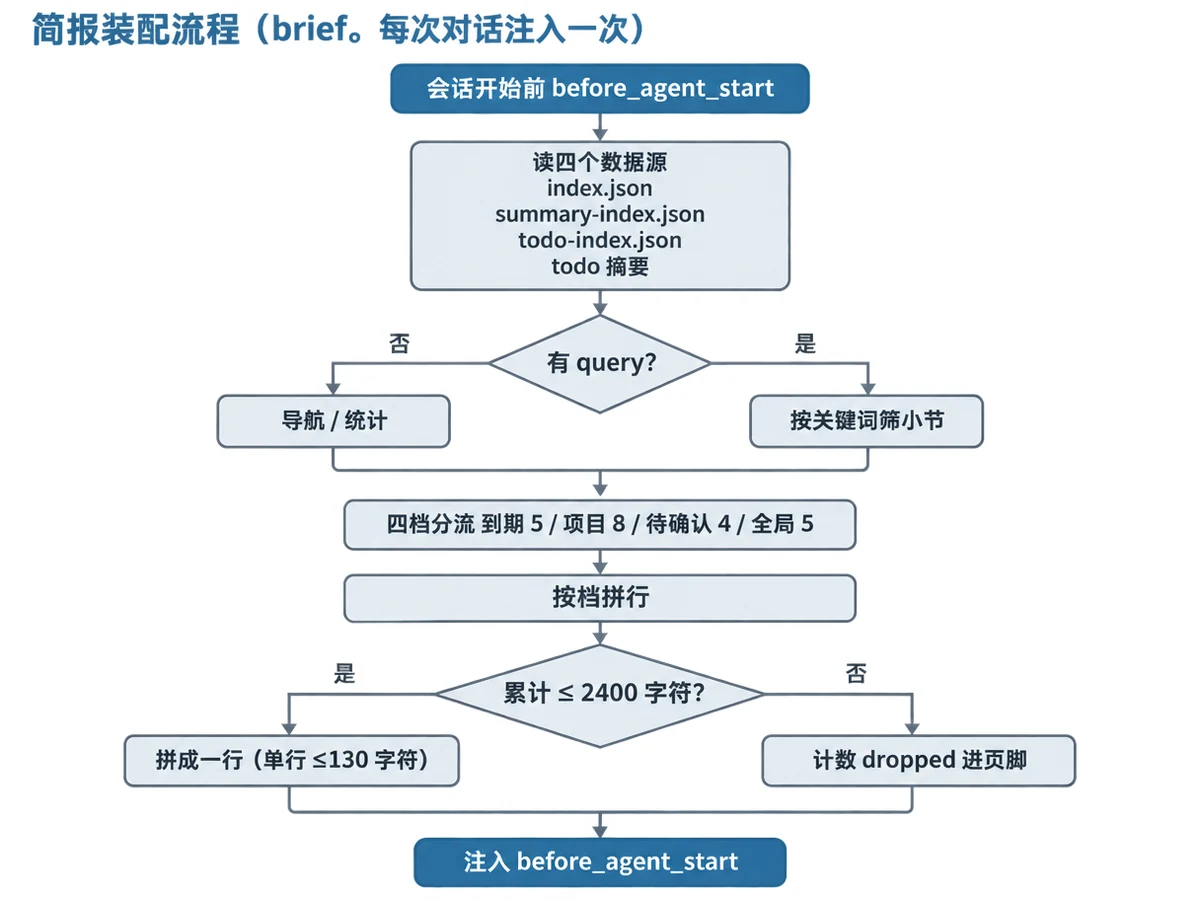 简报装配流程（brief。每次对话注入一次）
会话开始前 before_agent_start
读四个数据源
index.json
summary-index.json
todo-index.json
todo 摘要
否
有 query?
是
导航 / 统计
按关键词筛小节
四档分流 到期 5 / 项目 8 / 待确认 4 / 全局 5
按档拼行
是
累计 ≤ 2400 字符?
否
拼成一行（单行 ≤130 字符）
计数 dropped 进页脚
注入 before_agent_start